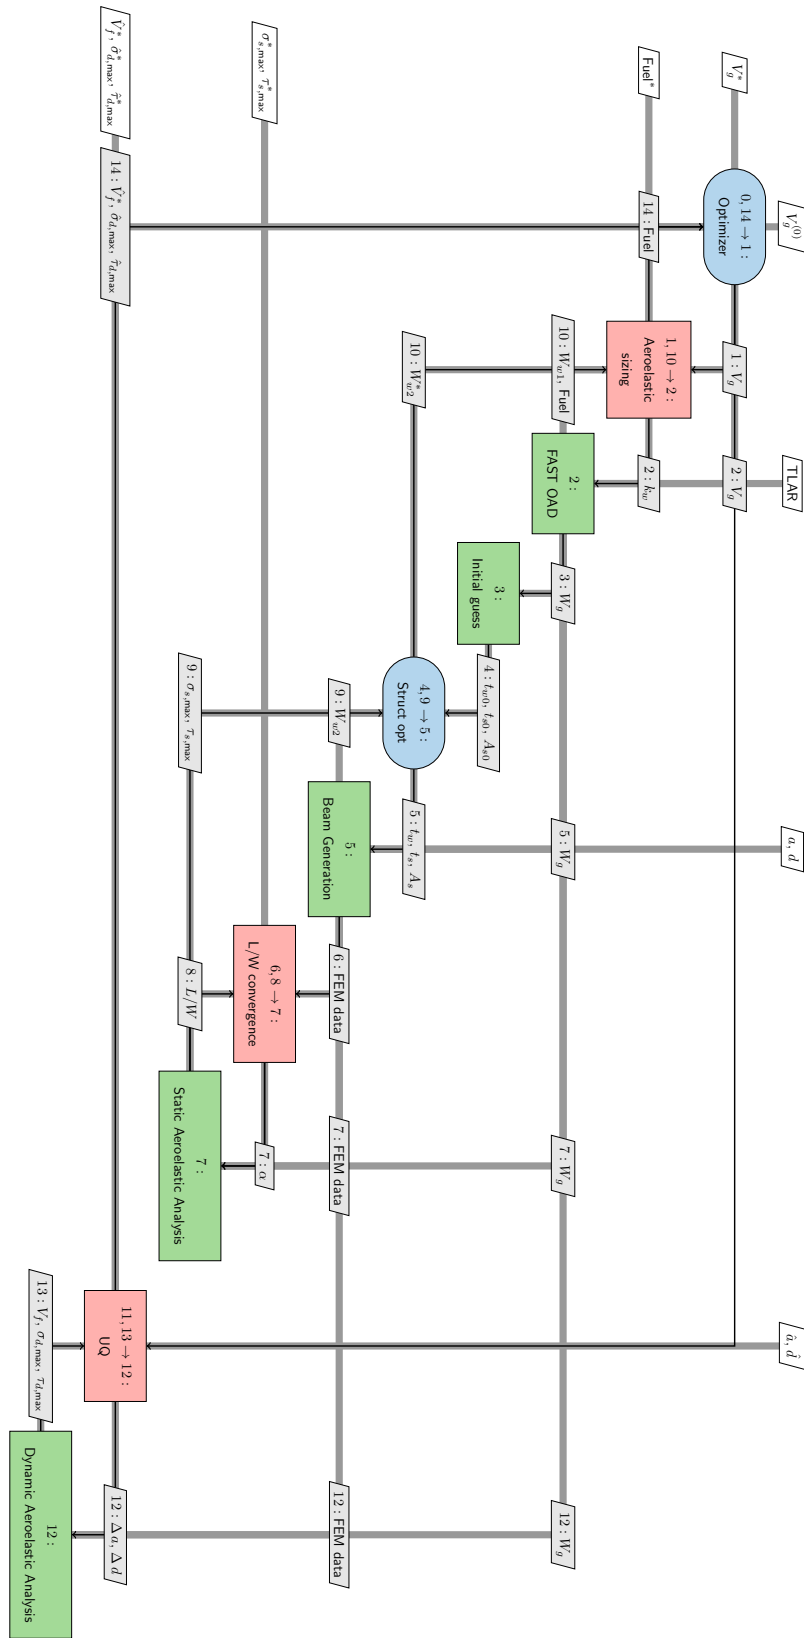 V_g^{(0)}
TLAR
a, d
â, d̂
V_g^*
0, 14 → 1 :
Optimizer
1 : V_g
2 : V_g
Fuel*
14 : Fuel
1, 10 → 2 :
Aeroelastic
sizing
2 : k_w
10 : W_{w1}, Fuel
2 :
FAST OAD
3 : W_g
5 : W_g
7 : W_g
12 : W_g
3 :
Initial guess
4 : t_{w0}, t_{s0}, A_{s0}
10 : W_{w2}^*
4, 9 → 5 :
Struct opt
5 : t_w, t_s, A_s
9 : W_{w2}
5 :
Beam Generation
6 : FEM data
7 : FEM data
12 : FEM data
σ_{s,max}^*, τ_{s,max}^*
6, 8 → 7 :
L/W convergence
7 : α
9 : σ_{s,max}, τ_{s,max}
8 : L/W
7 :
Static Aeroelastic Analysis
V̂_f^*, σ̂_{d,max}^*, τ̂_{d,max}^*
14 : V̂_f^*, σ̂_{d,max}, τ̂_{d,max}
11, 13 → 12 :
UQ
12 : Δa, Δd
13 : V_f, σ_{d,max}, τ_{d,max}
12 :
Dynamic Aeroelastic Analysis